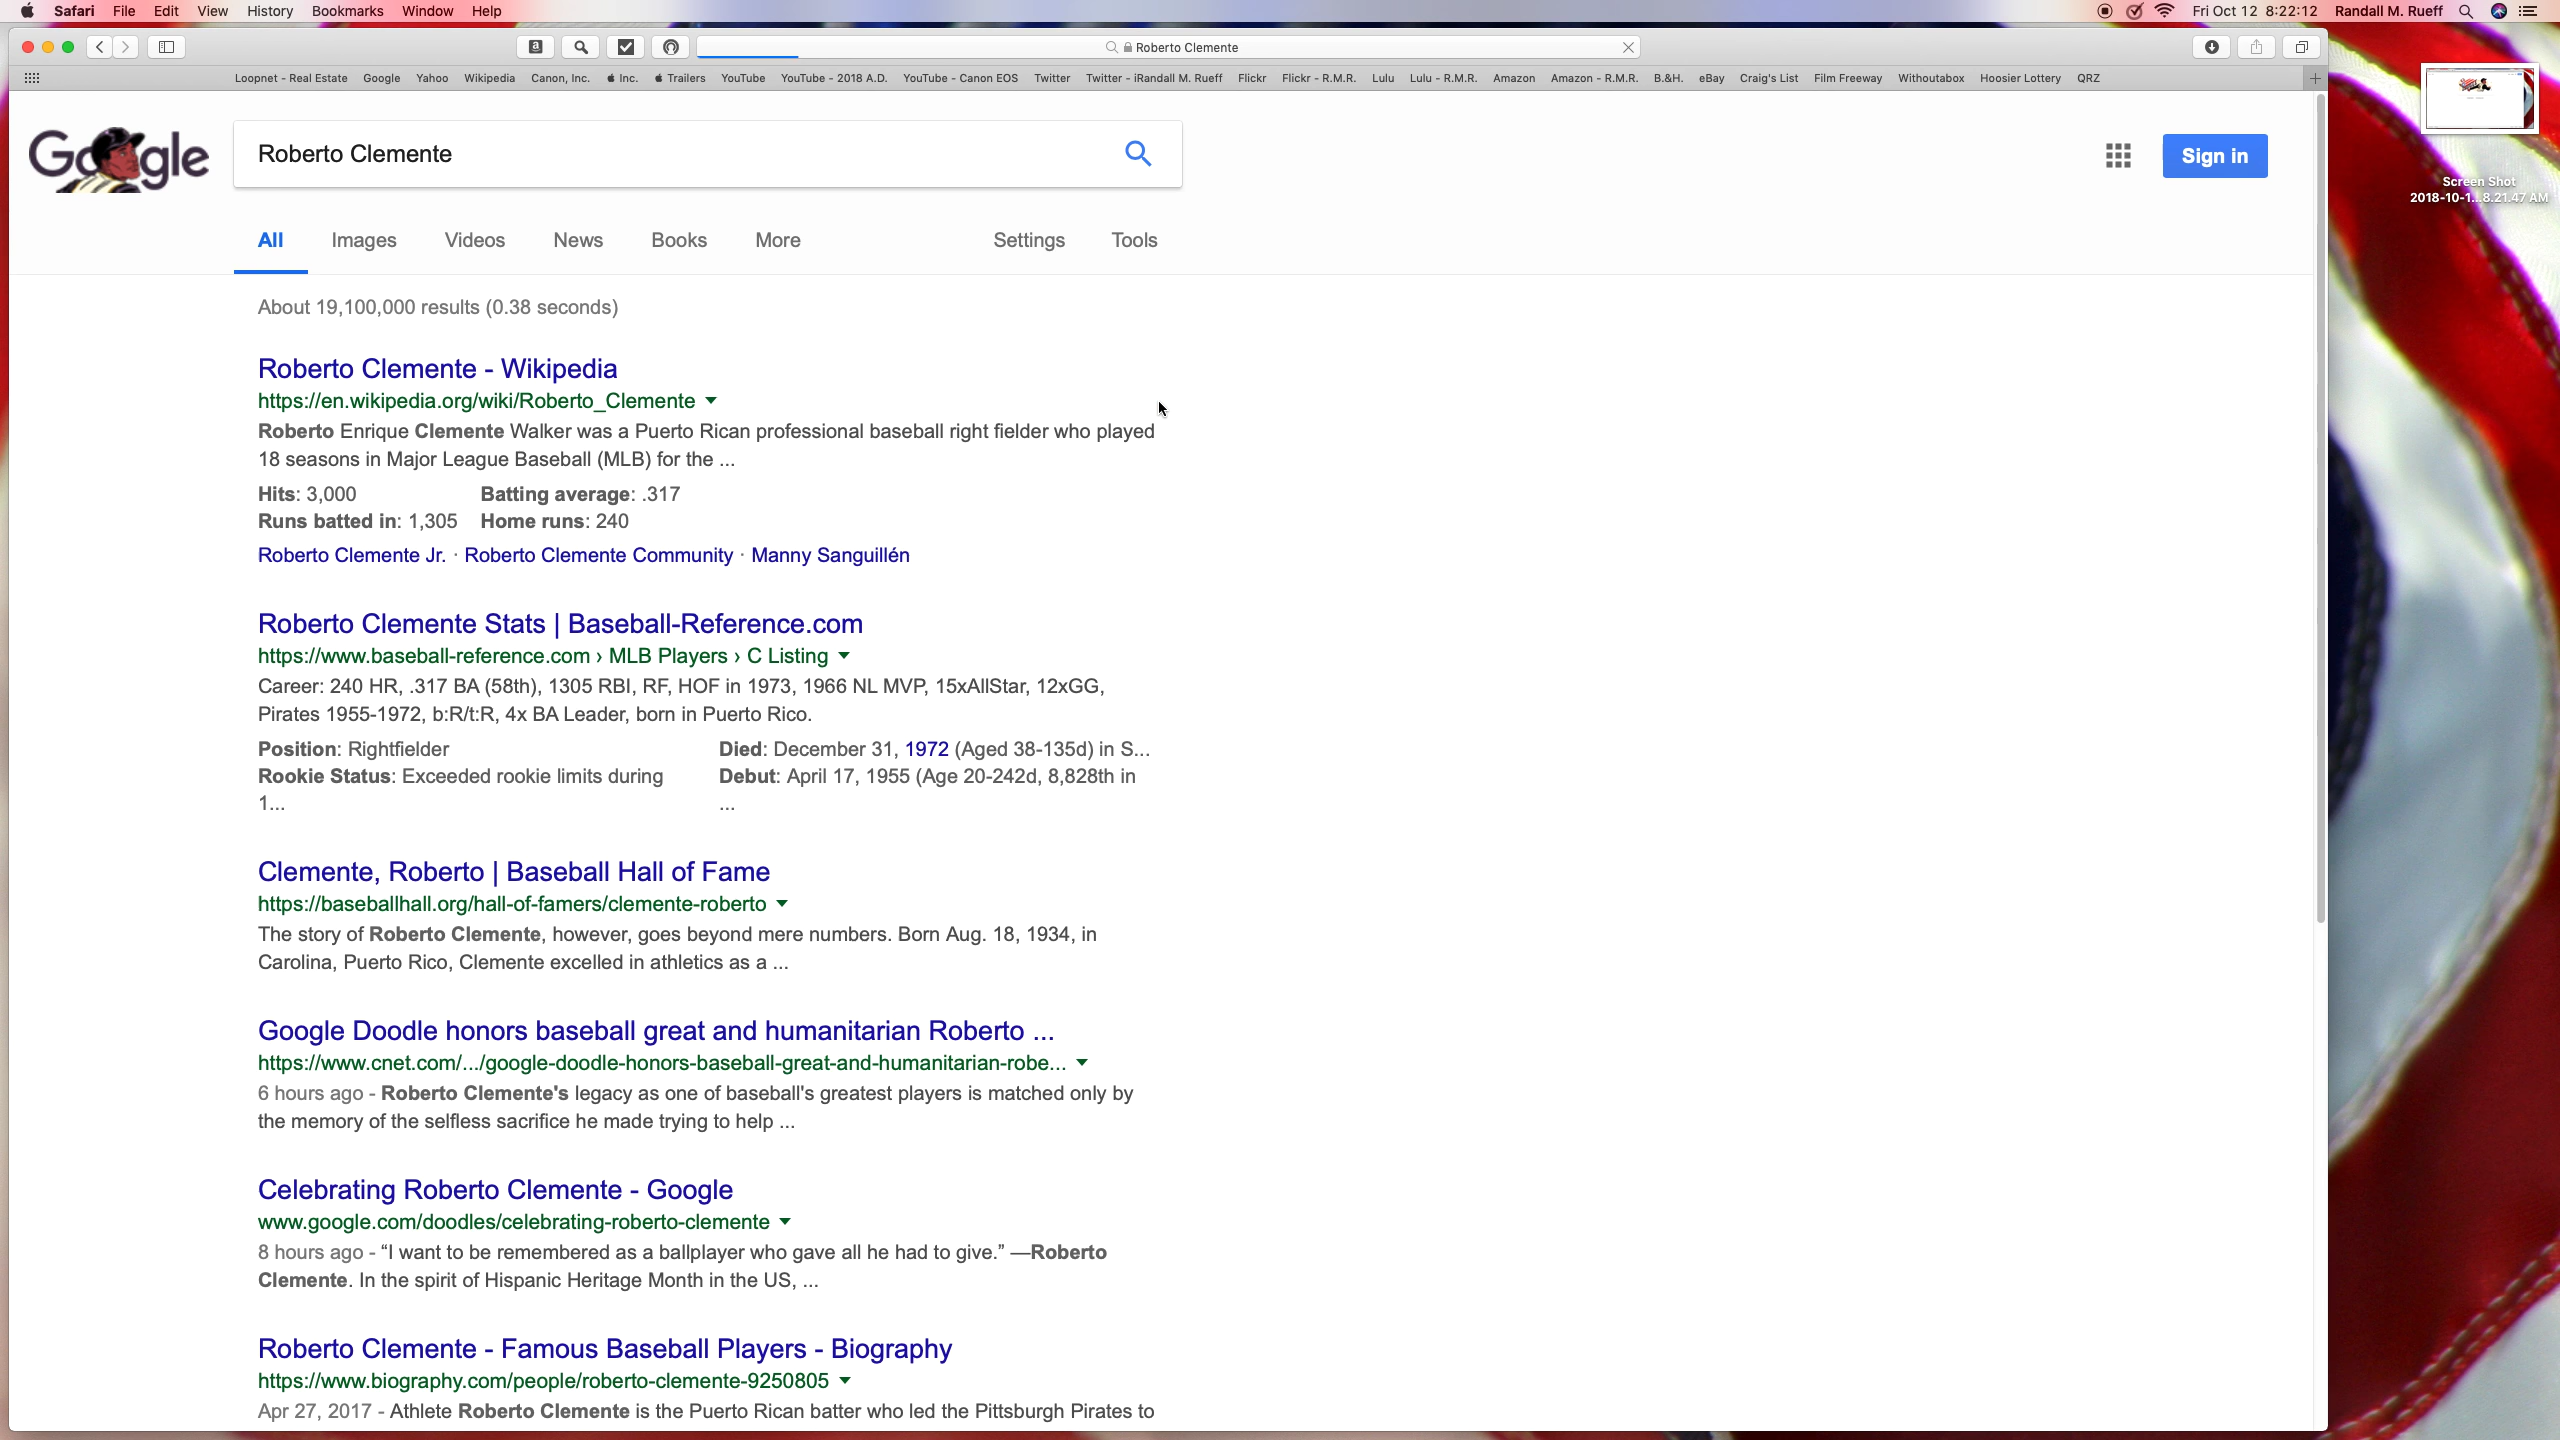 Safari File Edit View History Bookmarks Window Help
Fri Oct 12 8:22:12 Randall M. Rueff
Roberto Clemente
Loopnet - Real Estate Google Yahoo Wikipedia Canon, Inc. Inc. Trailers YouTube YouTube - 2018 A.D. YouTube - Canon EOS Twitter Twitter - iRandall M. Rueff Flickr Flickr - R.M.R. Lulu Lulu - R.M.R. Amazon Amazon - R.M.R. B.&H. eBay Craig's List Film Freeway Withoutabox Hoosier Lottery QRZ
Google
Roberto Clemente
Sign in
Screen Shot
2018-10-1...8.21.47 AM
All Images Videos News Books More Settings Tools
About 19,100,000 results (0.38 seconds)
Roberto Clemente - Wikipedia
https://en.wikipedia.org/wiki/Roberto_Clemente
Roberto Enrique Clemente Walker was a Puerto Rican professional baseball right fielder who played
18 seasons in Major League Baseball (MLB) for the ...
Hits: 3,000 Batting average: .317
Runs batted in: 1,305 Home runs: 240
Roberto Clemente Jr. · Roberto Clemente Community · Manny Sanguillén
Roberto Clemente Stats | Baseball-Reference.com
https://www.baseball-reference.com › MLB Players › C Listing
Career: 240 HR, .317 BA (58th), 1305 RBI, RF, HOF in 1973, 1966 NL MVP, 15xAllStar, 12xGG,
Pirates 1955-1972, b:R/t:R, 4x BA Leader, born in Puerto Rico.
Position: Rightfielder Died: December 31, 1972 (Aged 38-135d) in S...
Rookie Status: Exceeded rookie limits during Debut: April 17, 1955 (Age 20-242d, 8,828th in
1... ...
Clemente, Roberto | Baseball Hall of Fame
https://baseballhall.org/hall-of-famers/clemente-roberto
The story of Roberto Clemente, however, goes beyond mere numbers. Born Aug. 18, 1934, in
Carolina, Puerto Rico, Clemente excelled in athletics as a ...
Google Doodle honors baseball great and humanitarian Roberto ...
https://www.cnet.com/.../google-doodle-honors-baseball-great-and-humanitarian-robe...
6 hours ago - Roberto Clemente's legacy as one of baseball's greatest players is matched only by
the memory of the selfless sacrifice he made trying to help ...
Celebrating Roberto Clemente - Google
www.google.com/doodles/celebrating-roberto-clemente
8 hours ago - “I want to be remembered as a ballplayer who gave all he had to give.” —Roberto
Clemente. In the spirit of Hispanic Heritage Month in the US, ...
Roberto Clemente - Famous Baseball Players - Biography
https://www.biography.com/people/roberto-clemente-9250805
Apr 27, 2017 - Athlete Roberto Clemente is the Puerto Rican batter who led the Pittsburgh Pirates to